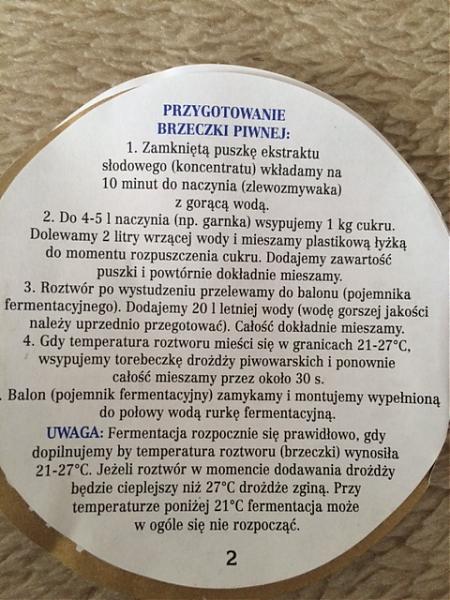 PRZYGOTOWANIE
BRZECZKI PIWNEJ:
1. Zamkniętą puszkę ekstraktu
słodowego (koncentratu) wkładamy na
10 minut do naczynia (zlewozmywaka)
z gorącą wodą.
2. Do 4-5 l naczynia (np. garnka) wsypujemy 1 kg cukru.
Dolewamy 2 litry wrzącej wody i mieszamy plastikową łyżką
do momentu rozpuszczenia cukru. Dodajemy zawartość
puszki i powtórnie dokładnie mieszamy.
3. Roztwór po wystudzeniu przelewamy do balonu (pojemnika
fermentacyjnego). Dodajemy 20 l letniej wody (wodę gorszej jakości
należy uprzednio przegotować). Całość dokładnie mieszamy.
4. Gdy temperatura roztworu mieści się w granicach 21-27°C,
wsypujemy torebeczkę drożdży piwowarskich i ponownie
całość mieszamy przez około 30 s.
. Balon (pojemnik fermentacyjny) zamykamy i montujemy wypełnioną
do połowy wodą rurkę fermentacyjną.
UWAGA: Fermentacja rozpocznie się prawidłowo, gdy
dopilnujemy by temperatura roztworu (brzeczki) wynosiła
21-27°C. Jeżeli roztwór w momencie dodawania drożdży
będzie cieplejszy niż 27°C drożdże zginą. Przy
temperaturze poniżej 21°C fermentacja może
w ogóle się nie rozpocząć.
2